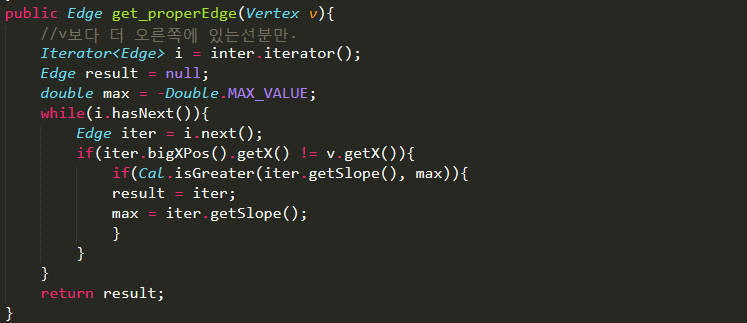 public Edge get_properEdge(Vertex v){
//v보다 더 오른쪽에 있는선분만.
Iterator<Edge> i = inter.iterator();
Edge result = null;
double max = -Double.MAX_VALUE;
while(i.hasNext()){
Edge iter = i.next();
if(iter.bigXPos().getX() != v.getX()){
if(Cal.isGreater(iter.getSlope(), max)){
result = iter;
max = iter.getSlope();
}
}
}
return result;
}